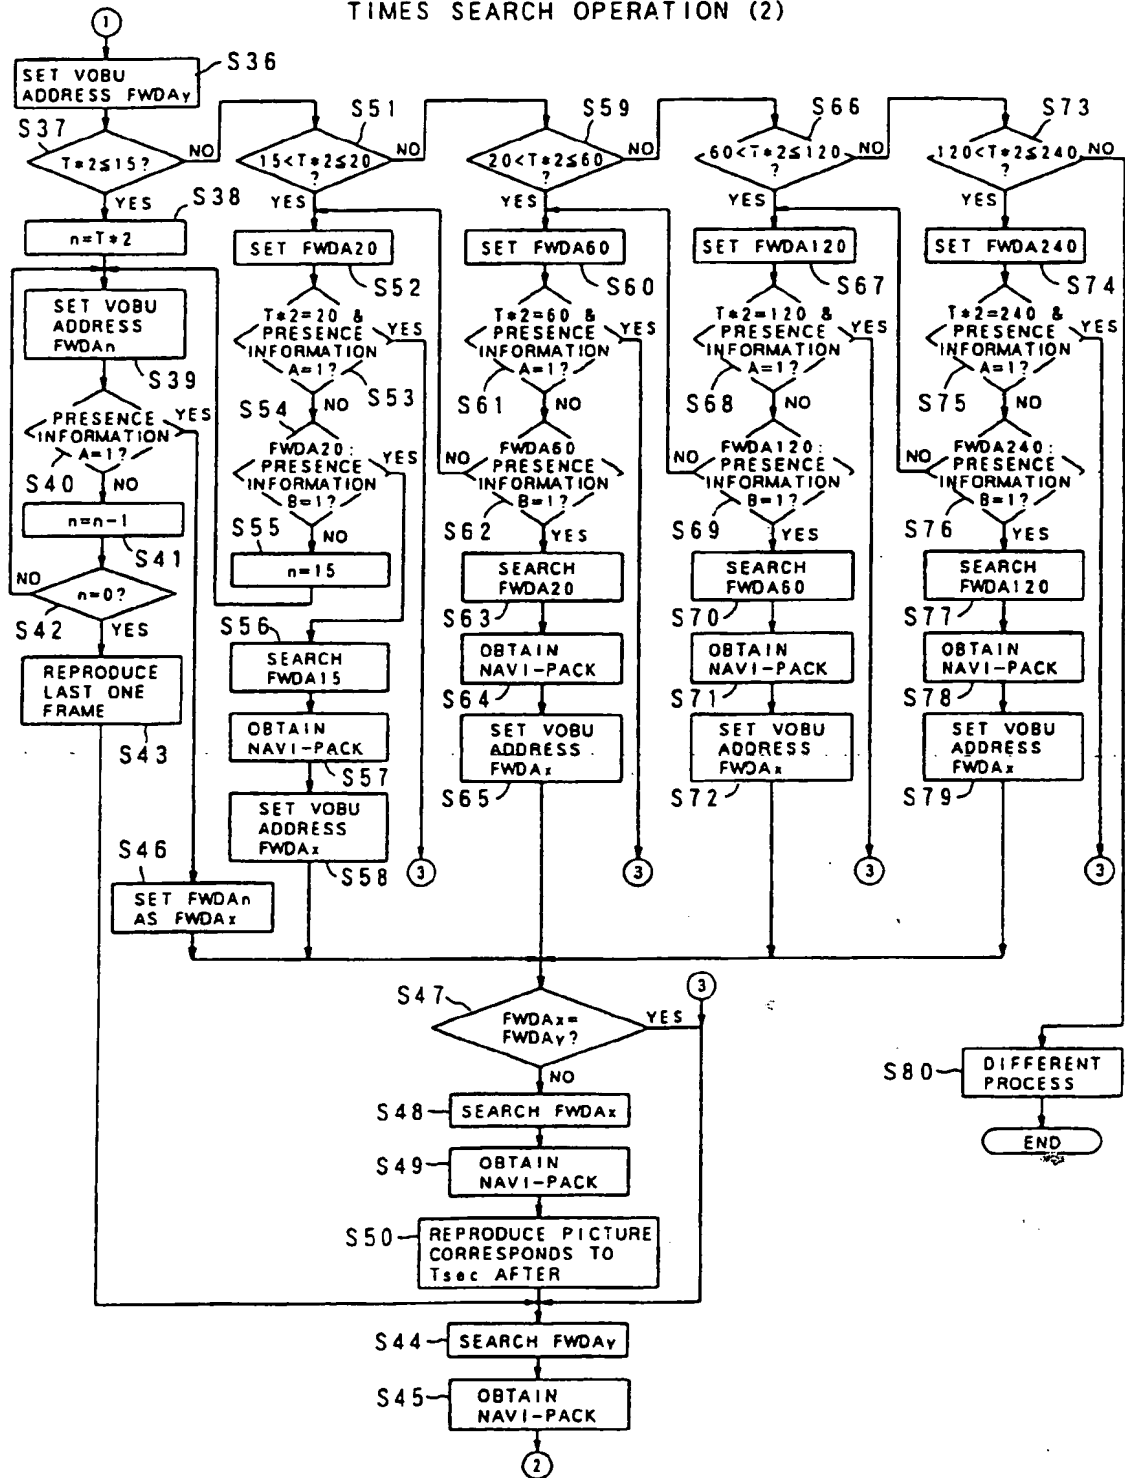 TIMES SEARCH OPERATION (2)
1
S36
SET VOBU
ADDRESS FWDAy
S37
T*2≤15?
NO
YES
S38
n=T*2
SET VOBU
ADDRESS
FWDAn
S39
PRESENCE
INFORMATION
A=1?
YES
S40
NO
n=n-1
S41
NO
n=0?
S42
YES
REPRODUCE
LAST ONE
FRAME
S43
S46
SET FWDAn
AS FWDAx
S51
15<T*2≤20
?
NO
YES
SET FWDA20
S52
T*2=20 &
PRESENCE
INFORMATION
A=1?
YES
S53
NO
S54
FWDA20:
PRESENCE
INFORMATION
B=1?
YES
S55
NO
n=15
S56
SEARCH
FWDA15
OBTAIN
NAVI-PACK
S57
SET VOBU
ADDRESS
FWDAx
S58
3
S59
20<T*2≤60
?
NO
YES
SET FWDA60
S60
T*2=60 &
PRESENCE
INFORMATION
A=1?
YES
S61
NO
FWDA60
PRESENCE
INFORMATION
B=1?
NO
S62
YES
SEARCH
FWDA20
S63
OBTAIN
NAVI-PACK
S64
SET VOBU
ADDRESS
FWDAx
S65
3
S66
60<T*2≤120
?
NO
YES
SET FWDA120
S67
T*2=120 &
PRESENCE
INFORMATION
A=1?
YES
S68
NO
FWDA120:
PRESENCE
INFORMATION
B=1?
NO
S69
YES
SEARCH
FWDA60
S70
OBTAIN
NAVI-PACK
S71
SET VOBU
ADDRESS
FWDAx
S72
3
S73
120<T*2≤240
?
NO
YES
SET FWDA240
S74
T*2=240 &
PRESENCE
INFORMATION
A=1?
YES
S75
NO
FWDA240:
PRESENCE
INFORMATION
B=1?
NO
S76
YES
SEARCH
FWDA120
S77
OBTAIN
NAVI-PACK
S78
SET VOBU
ADDRESS
FWDAx
S79
3
S47
FWDAx=
FWDAy?
YES
3
NO
S48
SEARCH FWDAx
S49
OBTAIN
NAVI-PACK
S50
REPRODUCE PICTURE
CORRESPONDS TO
Tsec AFTER
S44
SEARCH FWDAy
S45
OBTAIN
NAVI-PACK
2
S80
DIFFERENT
PROCESS
END